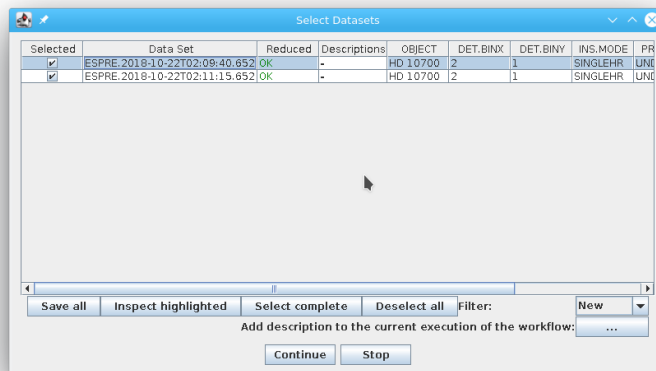 Select Datasets
Selected Data Set Reduced Descriptions OBJECT DET.BINX DET.BINY INS.MODE PR
ESPRE.2018-10-22T02:09:40.652 OK - HD 10700 2 1 SINGLEHR UND
ESPRE.2018-10-22T02:11:15.652 OK - HD 10700 2 1 SINGLEHR UND
Save all Inspect highlighted Select complete Deselect all Filter: New
Add description to the current execution of the workflow: ...
Continue Stop